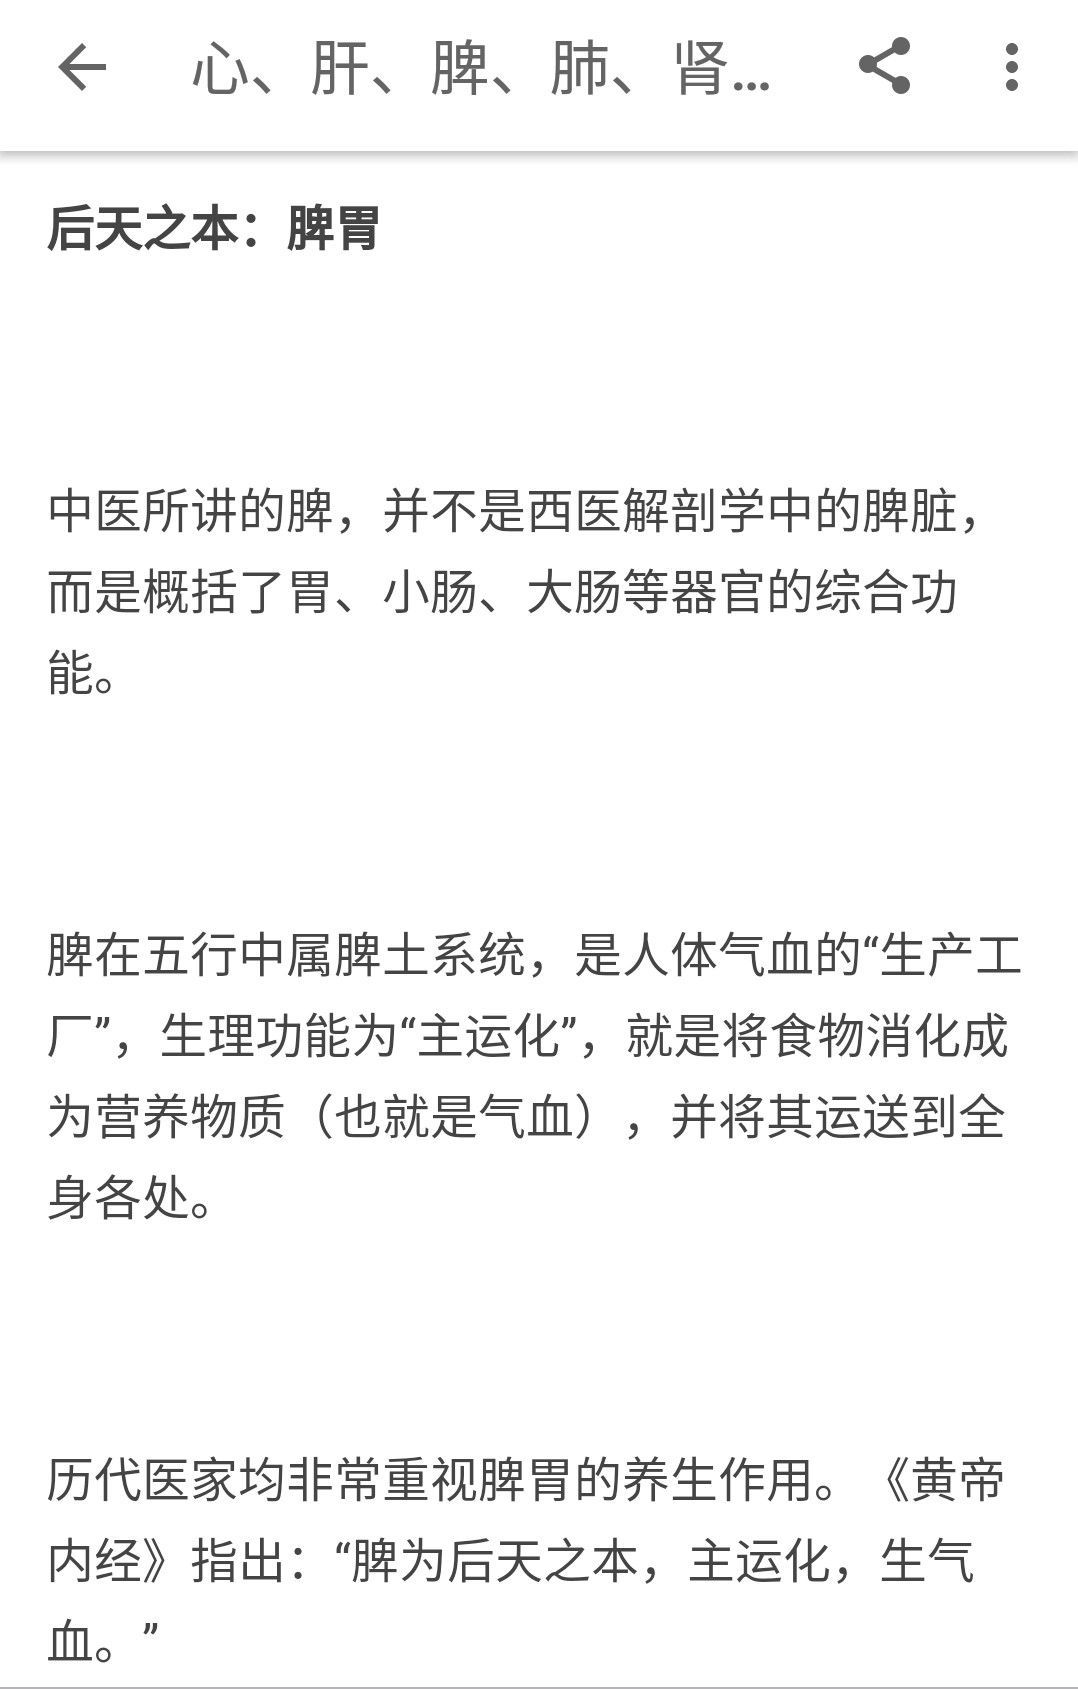 心、肝、脾、肺、肾...
后天之本：脾胃
中医所讲的脾，并不是西医解剖学中的脾脏，
而是概括了胃、小肠、大肠等器官的综合功
能。
脾在五行中属脾土系统，是人体气血的“生产工
厂”，生理功能为“主运化”，就是将食物消化成
为营养物质（也就是气血），并将其运送到全
身各处。
历代医家均非常重视脾胃的养生作用。《黄帝
内经》指出：“脾为后天之本，主运化，生气
血。”